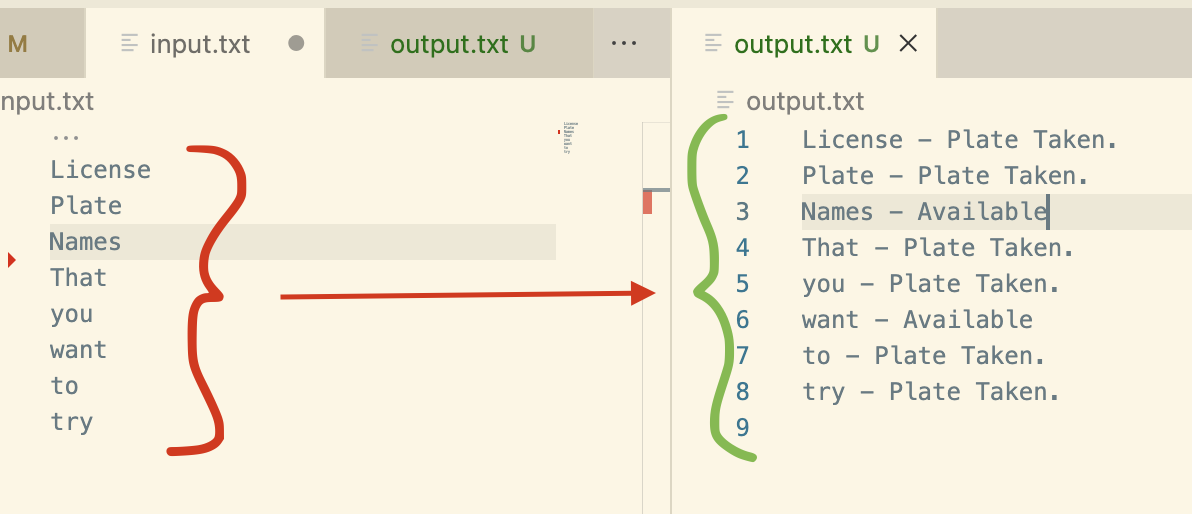 M input.txt output.txt U ... output.txt U
nput.txt
...
License
Plate
Names
That
you
want
to
try
output.txt
1 License - Plate Taken.
2 Plate - Plate Taken.
3 Names - Available
4 That - Plate Taken.
5 you - Plate Taken.
6 want - Available
7 to - Plate Taken.
8 try - Plate Taken.
9